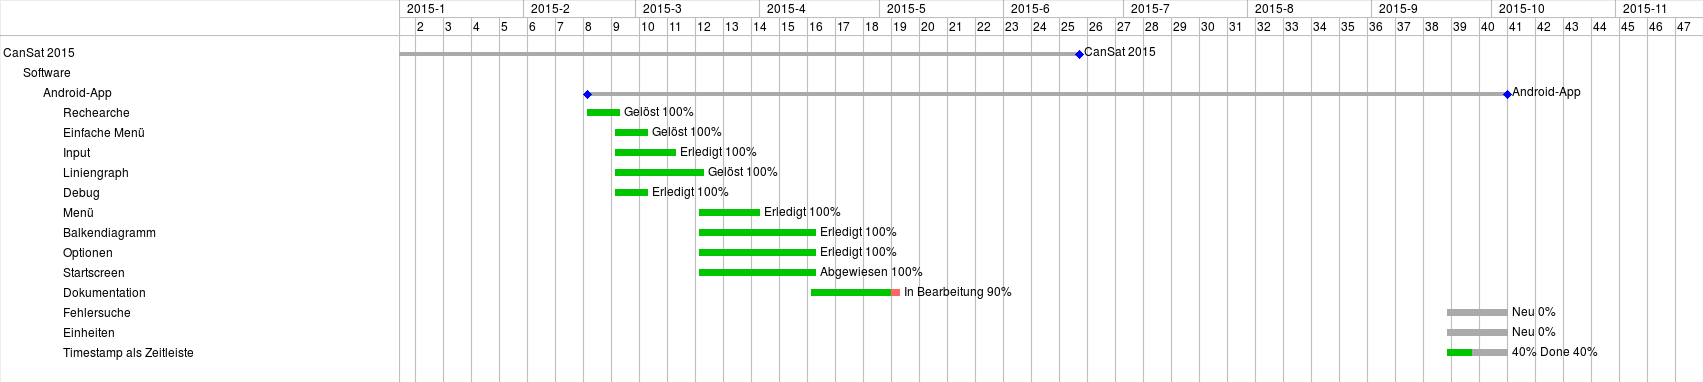 2015-1 2015-2 2015-3 2015-4 2015-5 2015-6 2015-7 2015-8 2015-9 2015-10 2015-11
2 3 4 5 6 7 8 9 10 11 12 13 14 15 16 17 18 19 20 21 22 23 24 25 26 27 28 29 30 31 32 33 34 35 36 37 38 39 40 41 42 43 44 45 46 47
CanSat 2015 CanSat 2015
Software
Android-App Android-App
Rechearche Gelöst 100%
Einfache Menü Gelöst 100%
Input Erledigt 100%
Liniengraph Gelöst 100%
Debug Erledigt 100%
Menü Erledigt 100%
Balkendiagramm Erledigt 100%
Optionen Erledigt 100%
Startscreen Abgewiesen 100%
Dokumentation In Bearbeitung 90%
Fehlersuche Neu 0%
Einheiten Neu 0%
Timestamp als Zeitleiste 40% Done 40%